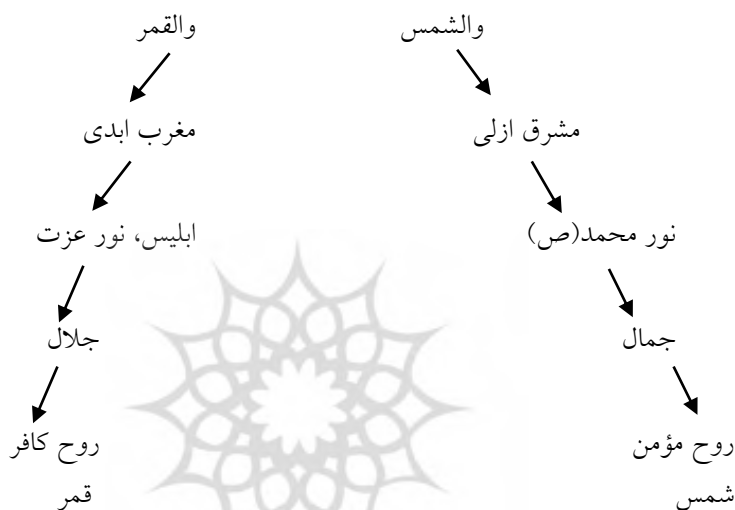 والشمس
والقمر
مشرق ازلی
مغرب ابدی
نور محمد(ص)
ابلیس، نور عزت
جمال
جلال
روح مؤمن
روح کافر
شمس
قمر